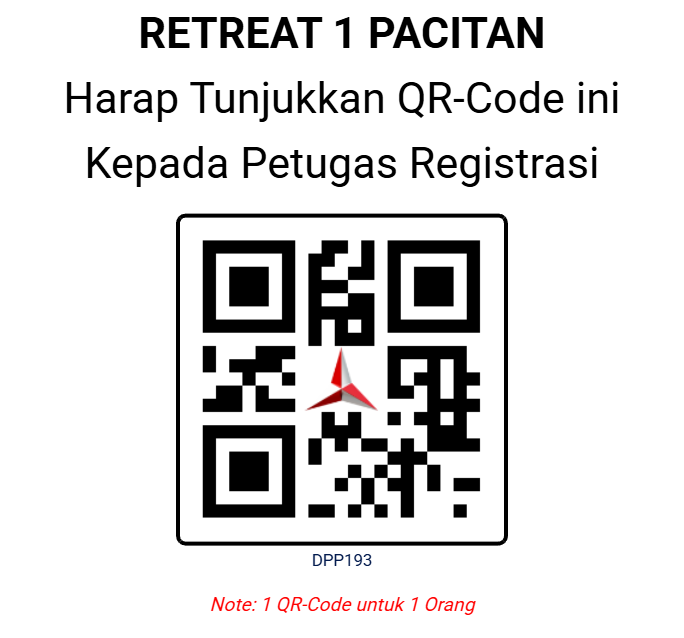 RETREAT 1 PACITAN
Harap Tunjukkan QR-Code ini
Kepada Petugas Registrasi
DPP193
Note: 1 QR-Code untuk 1 Orang